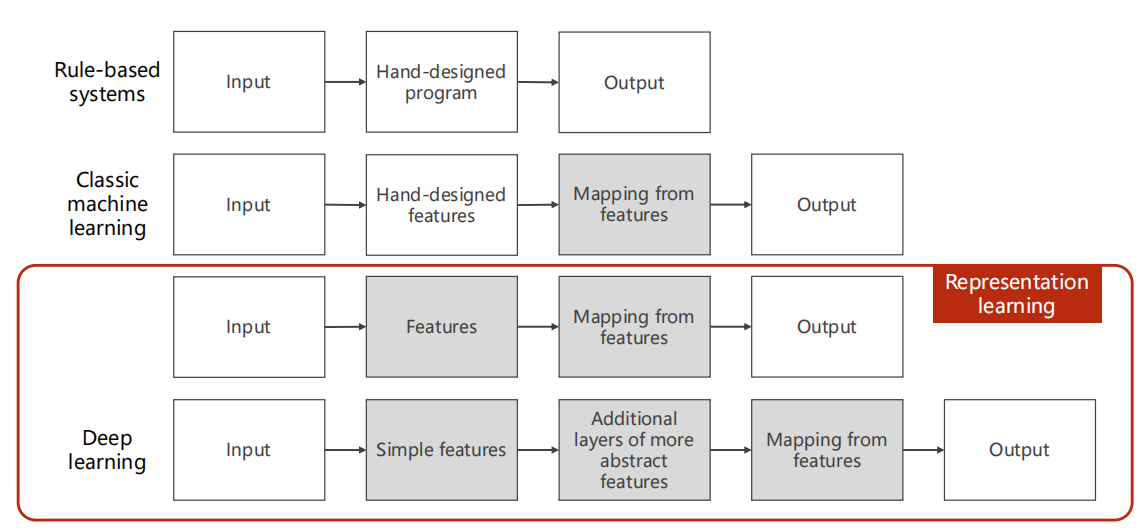 Rule-based
systems
Input
Hand-designed
program
Output
Classic
machine
learning
Input
Hand-designed
features
Mapping from
features
Output
Representation
learning
Input
Features
Mapping from
features
Output
Deep
learning
Input
Simple features
Additional
layers of more
abstract
features
Mapping from
features
Output